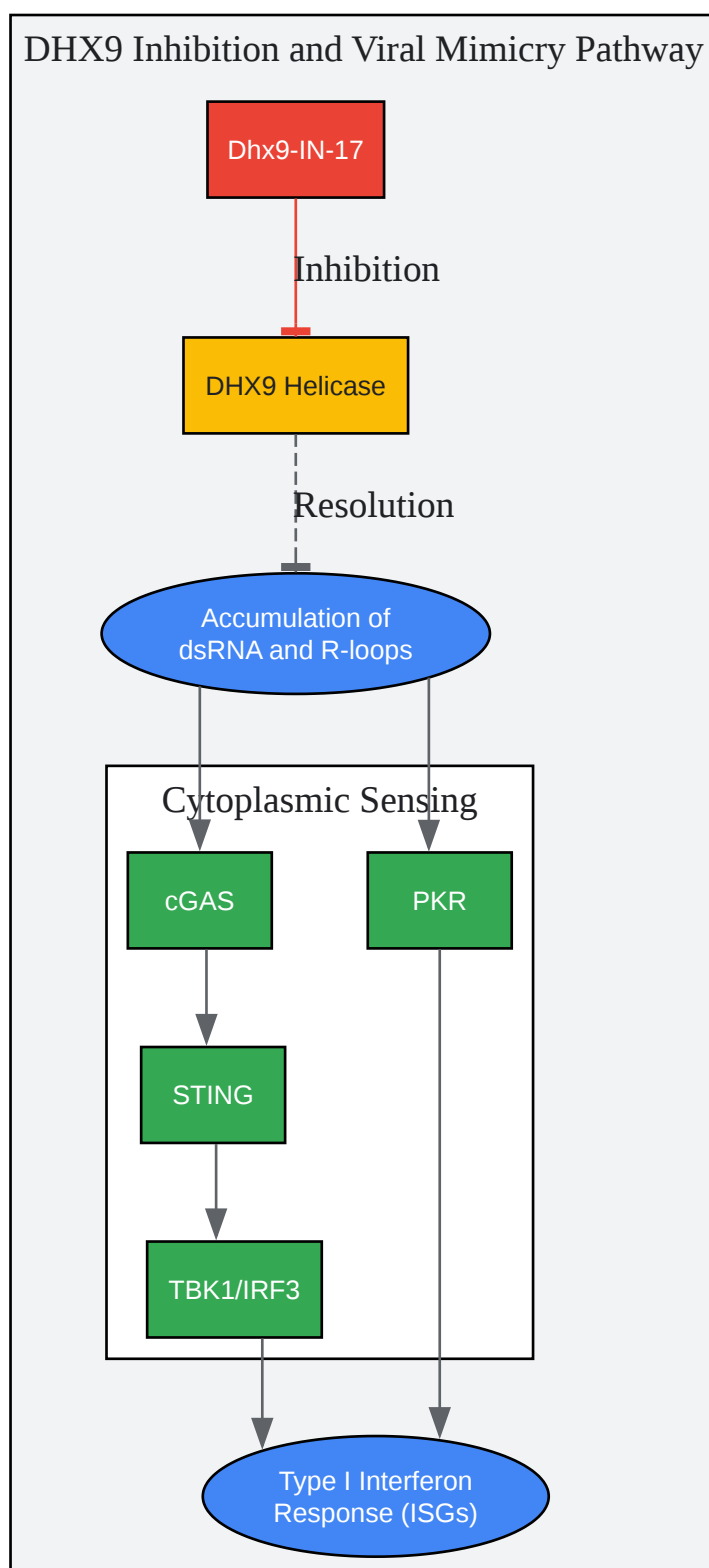 DHX9 Inhibition and Viral Mimicry Pathway
Dhx9-IN-17
Inhibition
DHX9 Helicase
Resolution
Accumulation of
dsRNA and R-loops
Cytoplasmic Sensing
cGAS
PKR
STING
TBK1/IRF3
Type I Interferon
Response (ISGs)